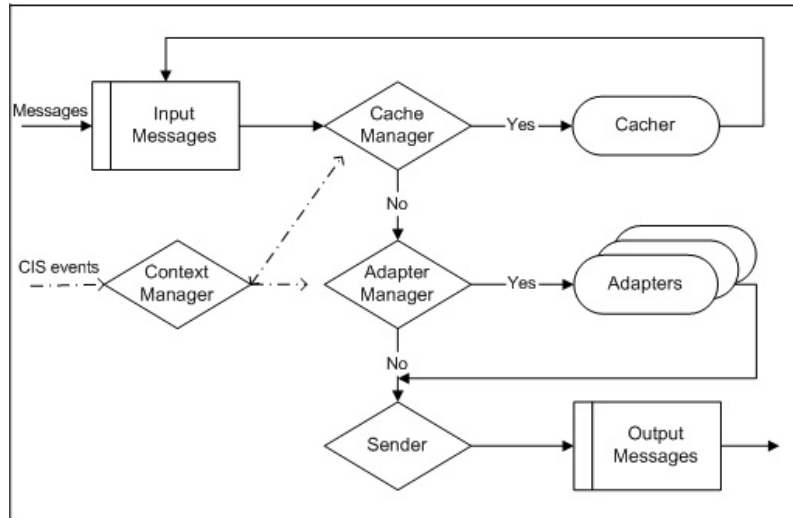 Messages
Input
Messages
Cache
Manager
Yes
Cacher
No
CIS events
Context
Manager
Adapter
Manager
Yes
Adapters
No
Sender
Output
Messages